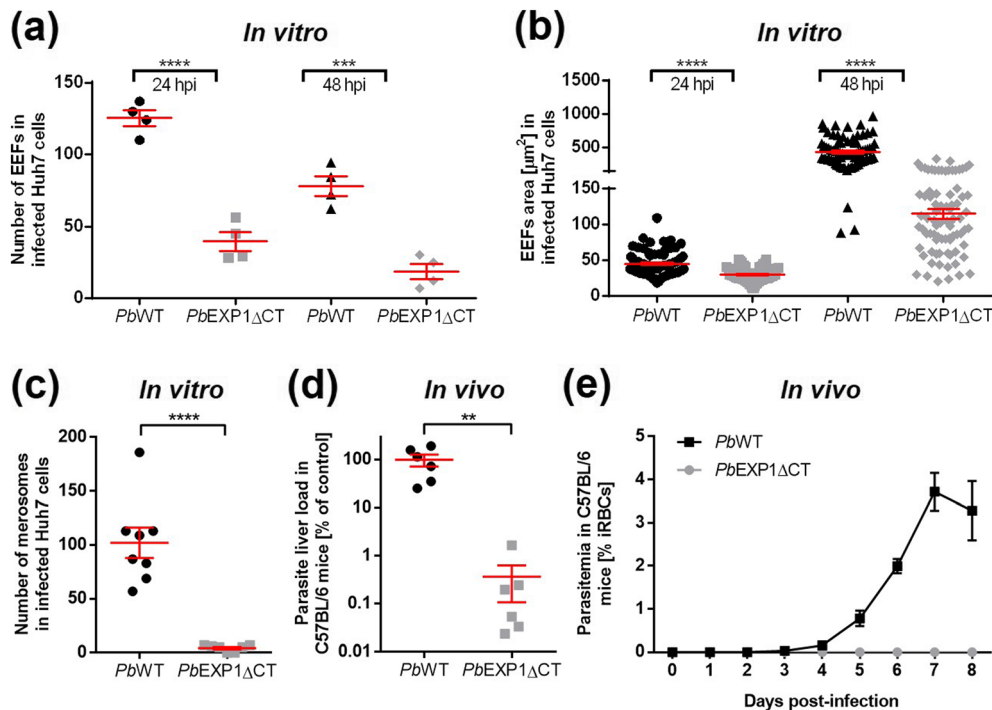 (a)
In vitro
****
24 hpi
***
48 hpi
Number of EEFs in
infected Huh7 cells
150
100
50
0
PbWT
PbEXP1ΔCT
PbWT
PbEXP1ΔCT
(b)
In vitro
****
24 hpi
****
48 hpi
EEFs area [µm²] in
infected Huh7 cells
1500
1000
500
150
100
50
0
PbWT
PbEXP1ΔCT
PbWT
PbEXP1ΔCT
(c)
In vitro
****
Number of merosomes
in infected Huh7 cells
200
150
100
50
0
PbWT
PbEXP1ΔCT
(d)
In vivo
**
Parasite liver load in
C57BL/6 mice [% of control]
100
10
1
0.1
0.01
PbWT
PbEXP1ΔCT
(e)
In vivo
PbWT
PbEXP1ΔCT
Parasitemia in C57BL/6
mice [% iRBCs]
5
4
3
2
1
0
0 1 2 3 4 5 6 7 8
Days post-infection